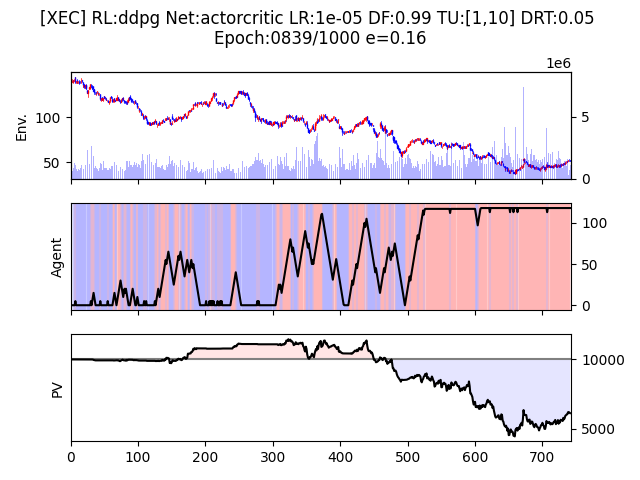 [XEC] RL:ddpg Net:actorcritic LR:1e-05 DF:0.99 TU:[1,10] DRT:0.05
Epoch:0839/1000 e=0.16
1e6
Env.
100
50
5
0
Agent
100
50
0
PV
10000
5000
0 100 200 300 400 500 600 700